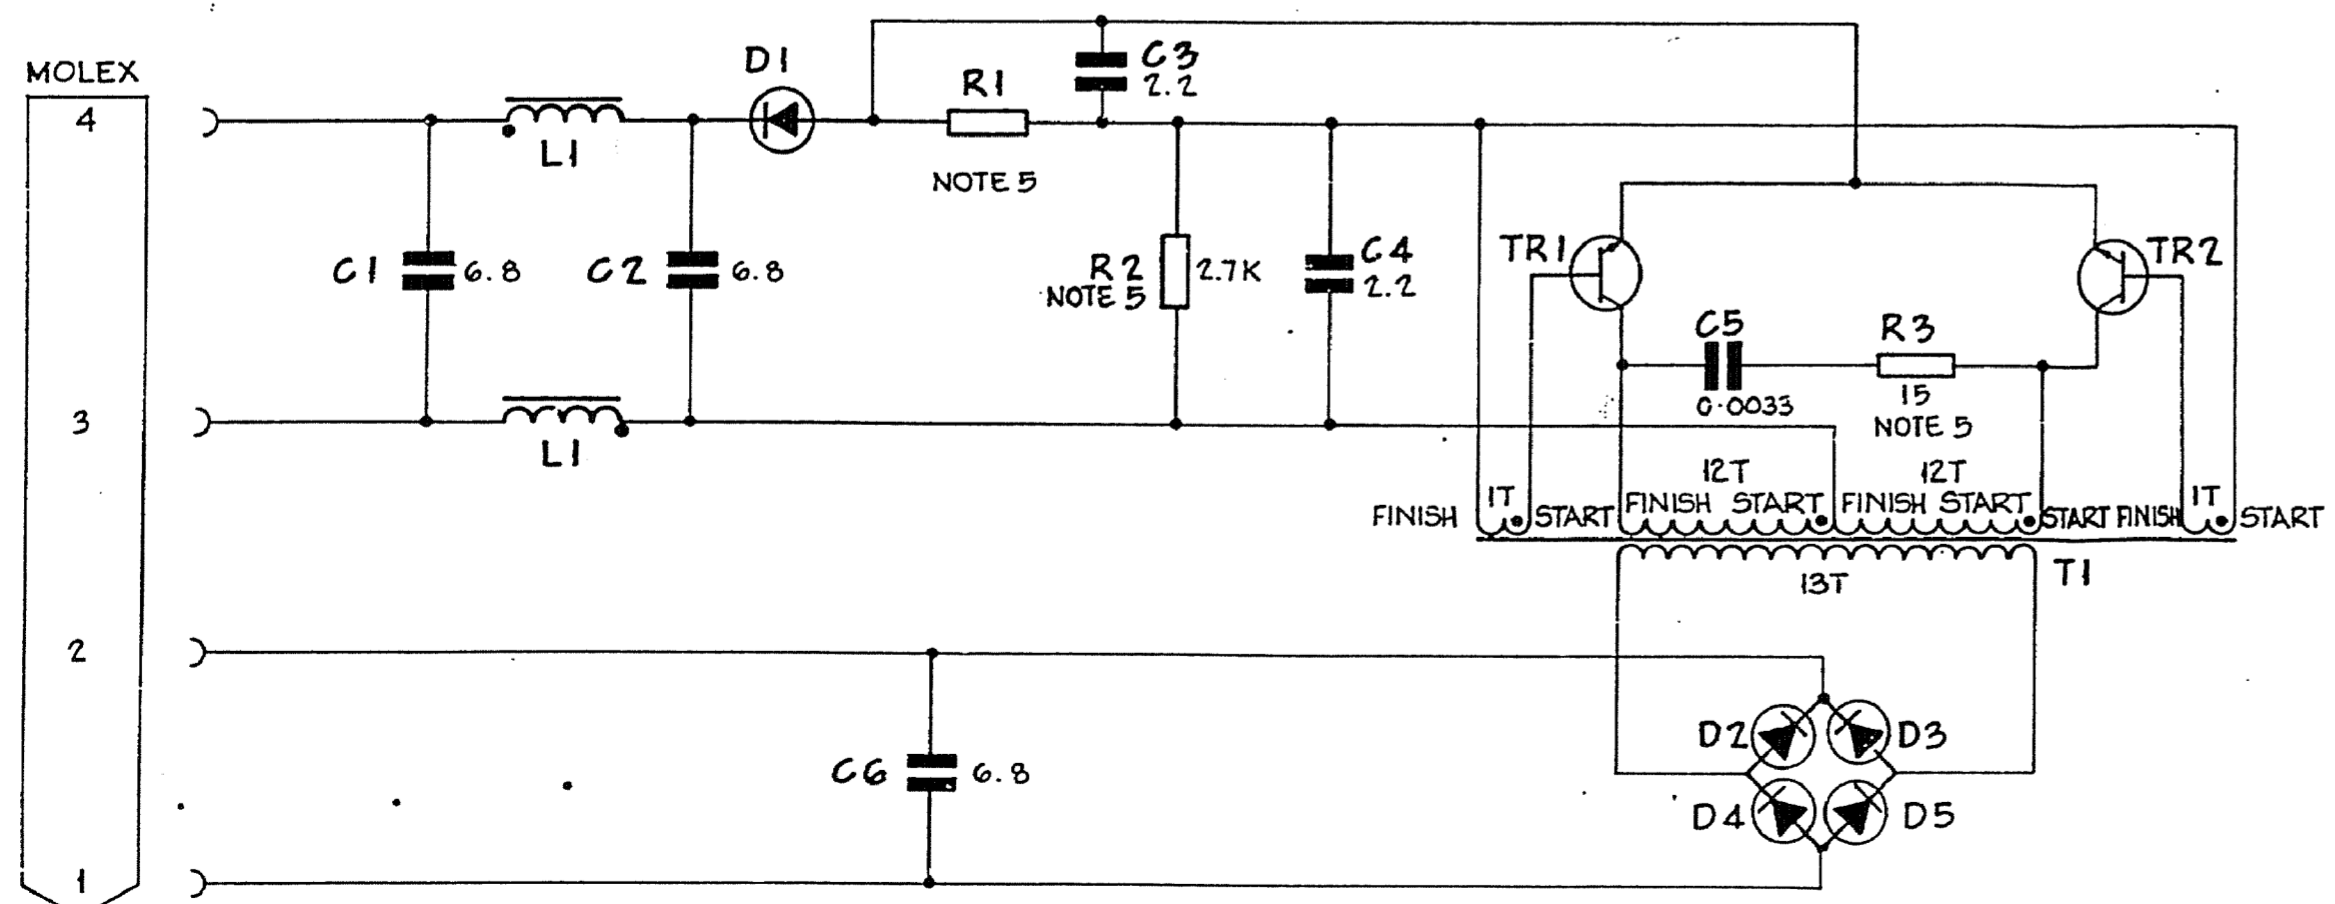 MOLEX
4
3
2
1
L1
D1
R1
NOTE 5
C3
2.2
C1
6.8
C2
6.8
L1
R2
2.7K
NOTE 5
C4
2.2
TR1
TR2
C5
0.0033
R3
15
NOTE 5
12T
12T
FINISH
1T
START
FINISH
START
FINISH
START
START
FINISH
1T
START
13T
T1
C6
6.8
D2
D3
D4
D5